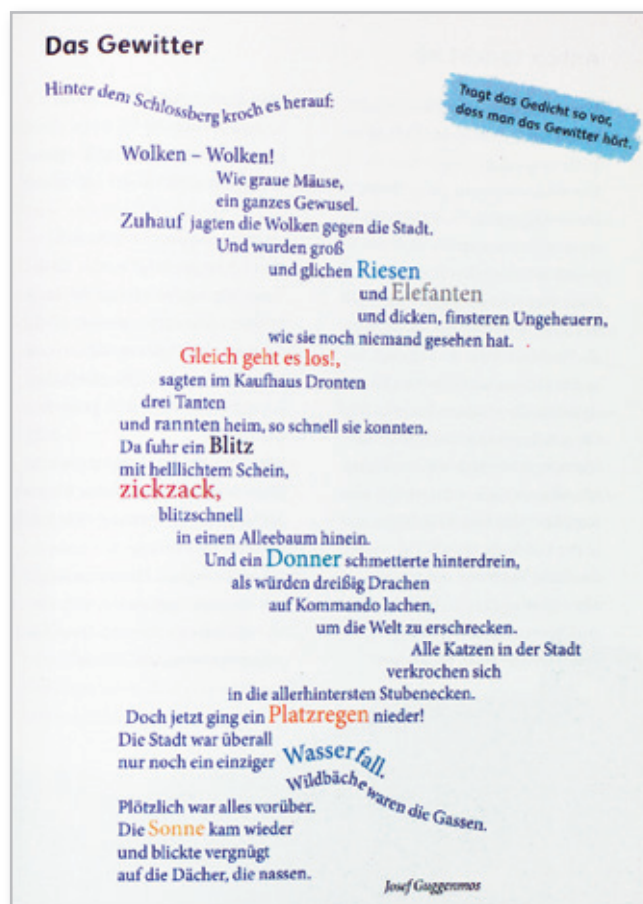 Das Gewitter
Hinter dem Schlossberg kroch es herauf:
Tragt das Gedicht so vor,
dass man das Gewitter hört.
Wolken – Wolken!
Wie graue Mäuse,
ein ganzes Gewusel.
Zuhauf jagten die Wolken gegen die Stadt.
Und wurden groß
und glichen Riesen
und Elefanten
und dicken, finsteren Ungeheuern,
wie sie noch niemand gesehen hat.
Gleich geht es los!,
sagten im Kaufhaus Dronten
drei Tanten
und rannten heim, so schnell sie konnten.
Da fuhr ein Blitz
mit helllichtem Schein,
zickzack,
blitzschnell
in einen Alleebaum hinein.
Und ein Donner schmetterte hinterdrein,
als würden dreißig Drachen
auf Kommando lachen,
um die Welt zu erschrecken.
Alle Katzen in der Stadt
verkrochen sich
in die allerhintersten Stubenecken.
Doch jetzt ging ein Platzregen nieder!
Die Stadt war überall
nur noch ein einziger Wasserfall.
Wildbäche waren die Gassen.
Plötzlich war alles vorüber.
Die Sonne kam wieder
und blickte vergnügt
auf die Dächer, die nassen.
Josef Guggenmos